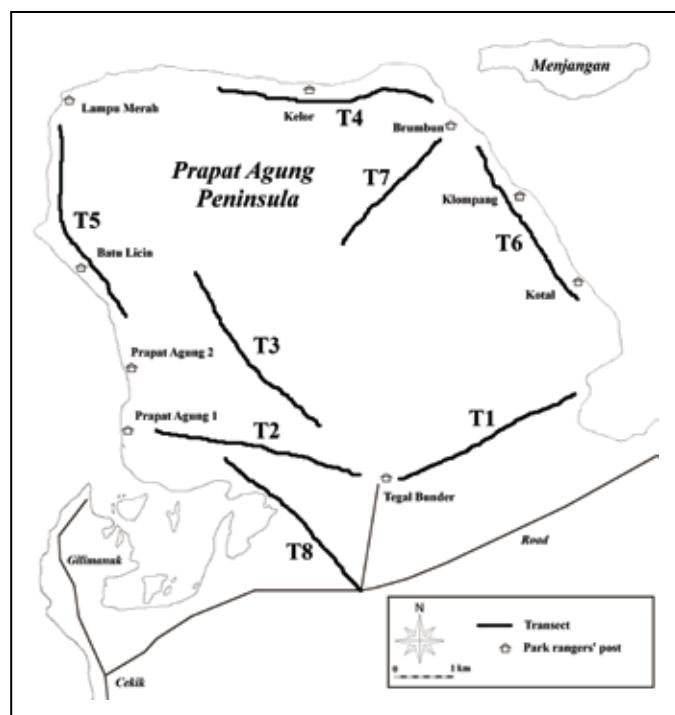 Menjangan
Lampu Merah
Kelor
T4
Brumbun
Prapat Agung
Peninsula
T7
Klompang
T5
T6
Batu Licin
Kotal
T3
Prapat Agung 2
Prapat Agung 1
T2
T1
Tegal Bunder
T8
Road
Gilimanuk
N
Transect
Park rangers' post
0 1 km
Cekik